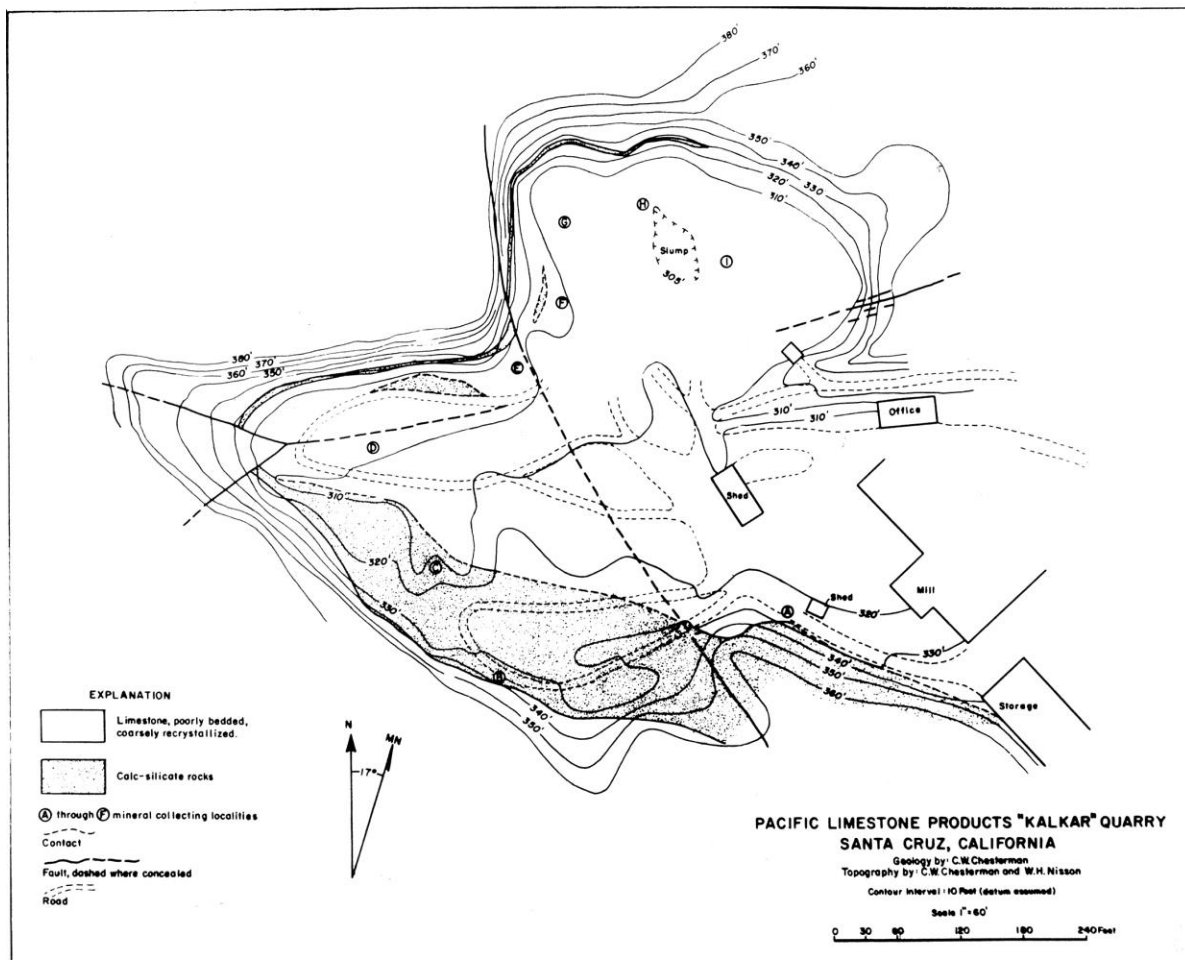 380'
370'
360'
350'
340'
330
320'
310'
H
G
Slump
I
305'
F
380'
370'
360'
350'
E
310'
310'
Office
D
310'
Shed
320'
C
Shed
Mill
A
320'
330'
330'
340'
350'
360'
B
340'
350'
Storage
EXPLANATION
Limestone, poorly bedded,
coarsely recrystallized.
Calc-silicate rocks
A through F mineral collecting localities
Contact
Fault, dashed where concealed
Road
N
MN
17°
PACIFIC LIMESTONE PRODUCTS "KALKAR" QUARRY
SANTA CRUZ, CALIFORNIA
Geology by: C.W. Chesterman
Topography by: C.W. Chesterman and W.H. Nisson
Contour Interval: 10 Feet (datum assumed)
Scale 1"=60'
0 30 60 120 180 240 Feet